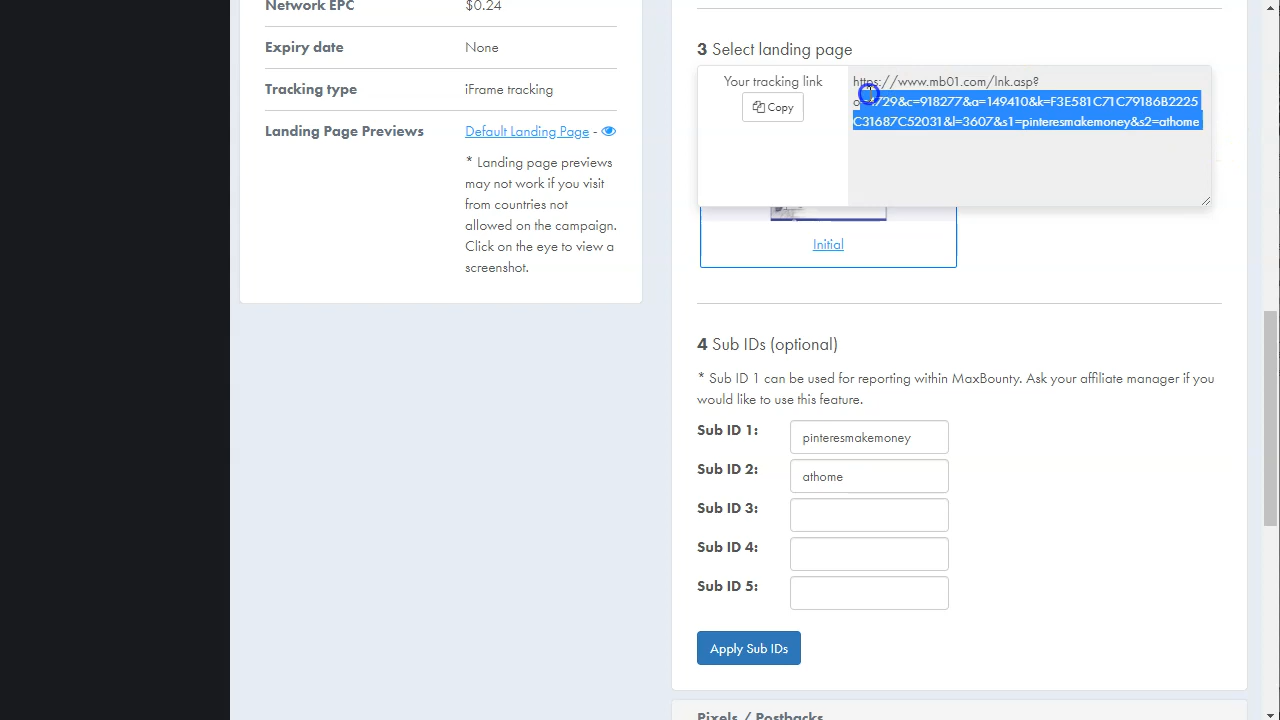 Network EPC $0.24
Expiry date None
Tracking type iFrame tracking
Landing Page Previews Default Landing Page -
* Landing page previews
may not work if you visit
from countries not
allowed on the campaign.
Click on the eye to view a
screenshot.
3 Select landing page
Your tracking link
Copy
https://www.mb01.com/lnk.asp?
729&c=918277&a=149410&k=F3E581C71C79186B2225
C31687C52031&l=3607&s1=pinteresmakemoney&s2=athome
Initial
4 Sub IDs (optional)
* Sub ID 1 can be used for reporting within MaxBounty. Ask your affiliate manager if you
would like to use this feature.
Sub ID 1: pinteresmakemoney
Sub ID 2: athome
Sub ID 3:
Sub ID 4:
Sub ID 5:
Apply Sub IDs
Pixels / Postbacks